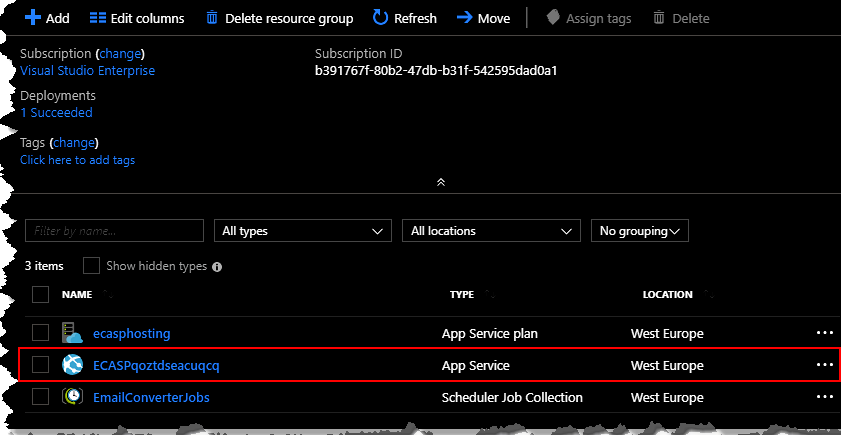 Add Edit columns Delete resource group Refresh Move Assign tags Delete
Subscription (change) Subscription ID
Visual Studio Enterprise b391767f-80b2-47db-b31f-542595dad0a1
Deployments
1 Succeeded
Tags (change)
Click here to add tags
Filter by name... All types All locations No grouping
3 items Show hidden types
NAME TYPE LOCATION
ecasphosting App Service plan West Europe
ECASPqoztdseacuqcq App Service West Europe
EmailConverterJobs Scheduler Job Collection West Europe